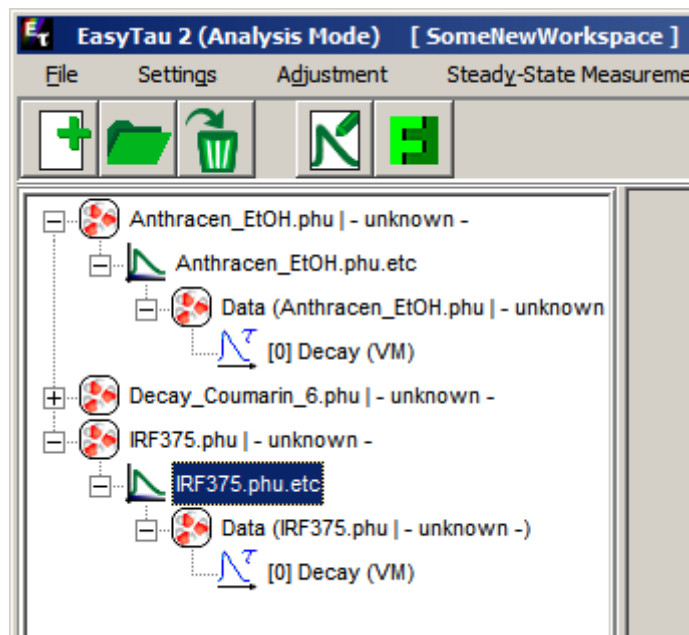 Eτ EasyTau 2 (Analysis Mode) [ SomeNewWorkspace ]
File Settings Adjustment Steady-State Measureme
Anthracen_EtOH.phu | - unknown -
Anthracen_EtOH.phu.etc
Data (Anthracen_EtOH.phu | - unknown
τ [0] Decay (VM)
Decay_Coumarin_6.phu | - unknown -
IRF375.phu | - unknown -
IRF375.phu.etc
Data (IRF375.phu | - unknown -)
τ [0] Decay (VM)